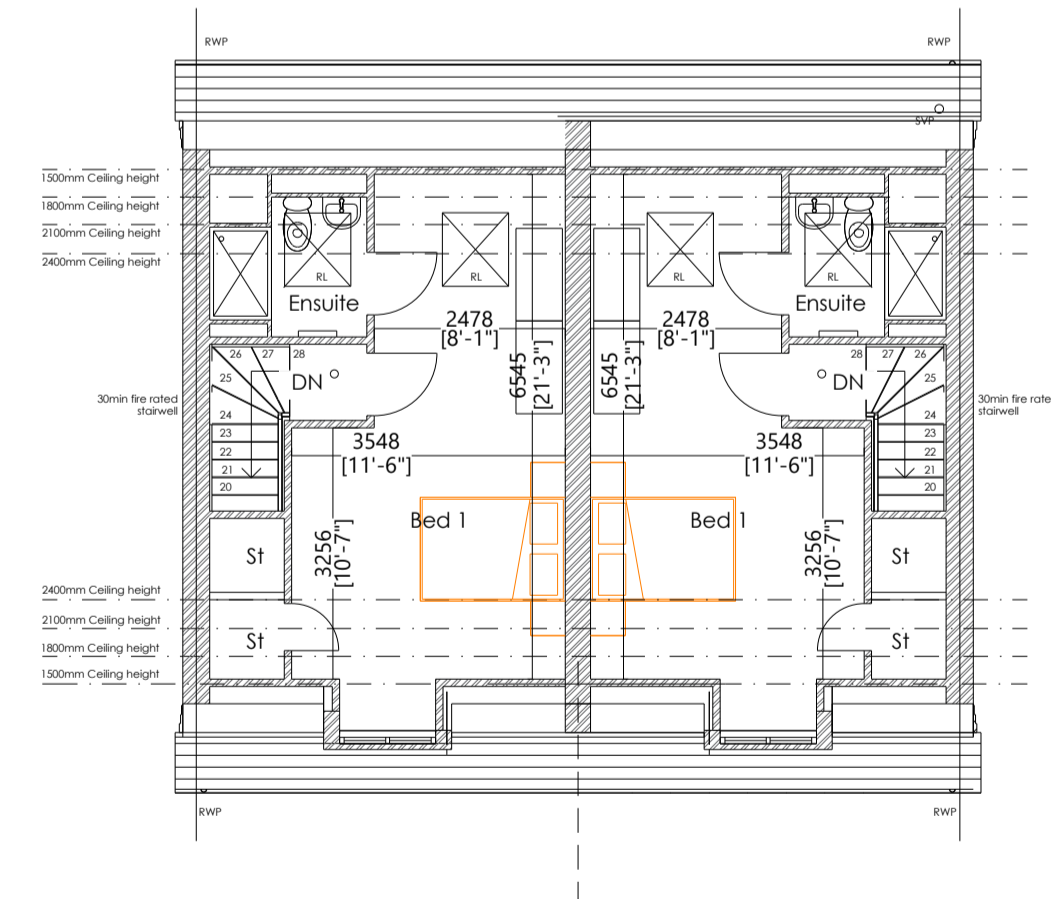 RWP
RWP
SVP
1500mm Ceiling height
1800mm Ceiling height
2100mm Ceiling height
2400mm Ceiling height
RL
RL
RL
RL
Ensuite
Ensuite
2478
[8'-1"]
2478
[8'-1"]
6545
[21'-3"]
6545
[21'-3"]
26
27
28
28
27
26
DN
DN
25
25
30min fire rated
stairwell
30min fire rate
stairwell
24
24
23
23
22
22
21
21
20
20
3548
[11'-6"]
3548
[11'-6"]
Bed 1
Bed 1
3256
[10'-7"]
3256
[10'-7"]
St
St
2400mm Ceiling height
2100mm Ceiling height
1800mm Ceiling height
1500mm Ceiling height
St
St
RWP
RWP